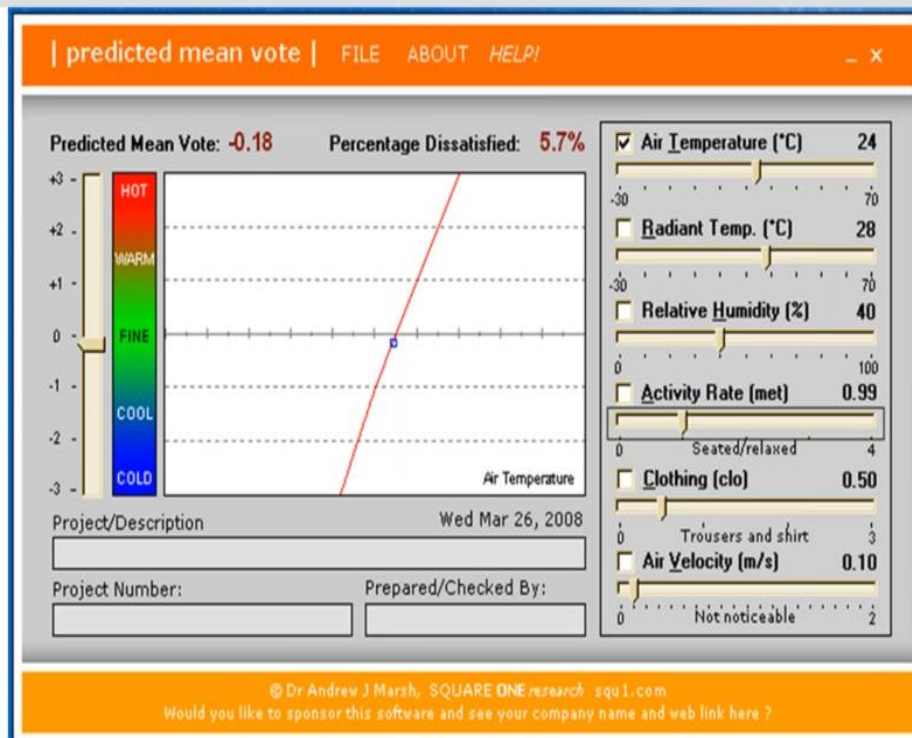 | predicted mean vote | FILE ABOUT HELP! _ x
Predicted Mean Vote: -0.18 Percentage Dissatisfied: 5.7%
+3
+2
+1
0
-1
-2
-3
HOT
WARM
FINE
COOL
COLD
Air Temperature
Project/Description Wed Mar 26, 2008
Project Number: Prepared/Checked By:
Air Temperature (°C) 24
-30 70
Radiant Temp. (°C) 28
-30 70
Relative Humidity (%) 40
0 100
Activity Rate (met) 0.99
0 Seated/relaxed 4
Clothing (clo) 0.50
0 Trousers and shirt 3
Air Velocity (m/s) 0.10
0 Not noticeable 2
© Dr Andrew J Marsh, SQUARE ONE research squ1.com
Would you like to sponsor this software and see your company name and web link here ?